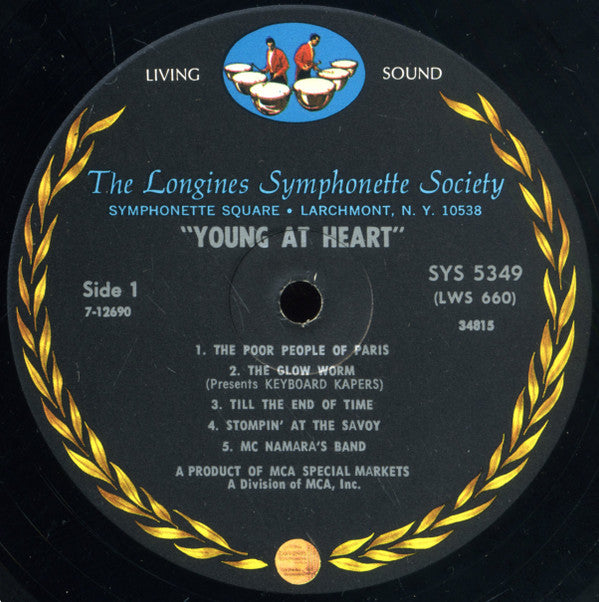 LIVING SOUND
The Longines Symphonette Society
SYMPHONETTE SQUARE • LARCHMONT, N. Y. 10538
"YOUNG AT HEART"
Side 1
7-12690
SYS 5349
(LWS 660)
34815
1. THE POOR PEOPLE OF PARIS
2. THE GLOW WORM
(Presents KEYBOARD KAPERS)
3. TILL THE END OF TIME
4. STOMPIN' AT THE SAVOY
5. MC NAMARA'S BAND
A PRODUCT OF MCA SPECIAL MARKETS
A Division of MCA, Inc.